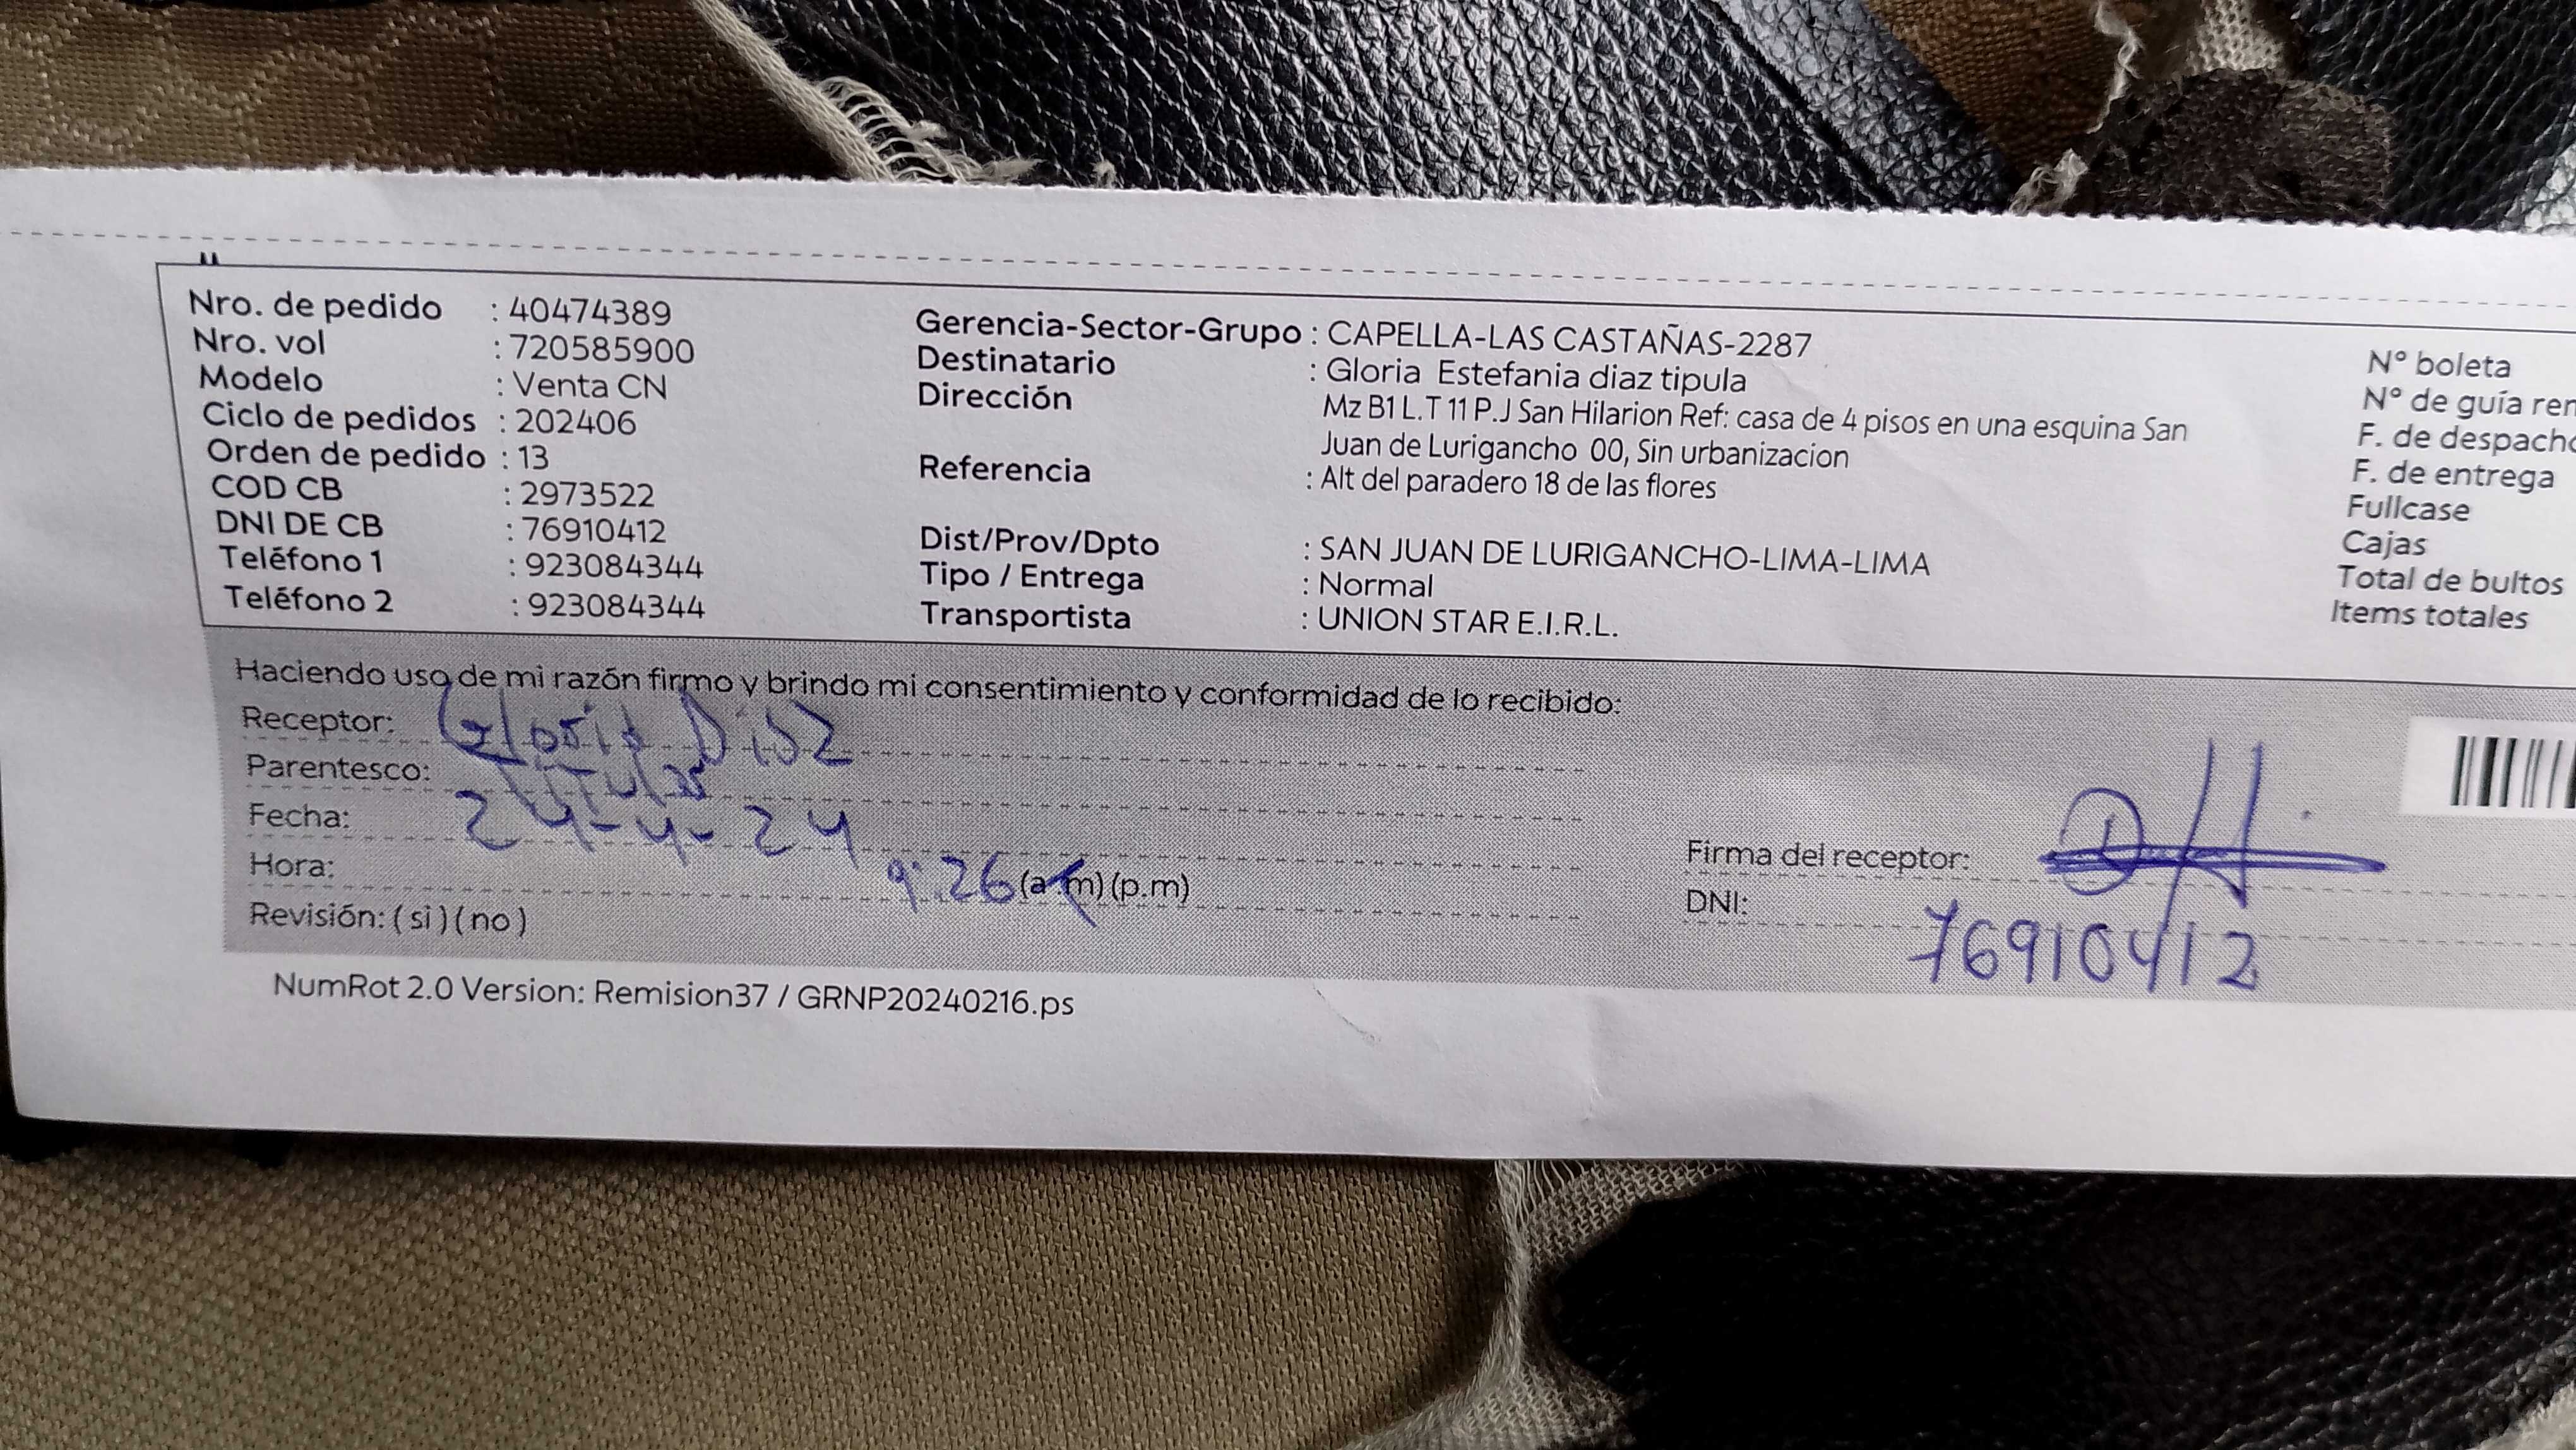 Nro. de pedido : 40474389
Nro. vol : 720585900
Modelo : Venta CN
Ciclo de pedidos : 202406
Orden de pedido : 13
COD CB : 2973522
DNI DE CB : 76910412
Teléfono 1 : 923084344
Teléfono 2 : 923084344
Gerencia-Sector-Grupo : CAPELLA-LAS CASTAÑAS-2287
Destinatario : Gloria Estefania diaz tipula
Dirección Mz B1 L.T 11 P.J San Hilarion Ref: casa de 4 pisos en una esquina San
Juan de Lurigancho 00, Sin urbanizacion
Referencia : Alt del paradero 18 de las flores
Dist/Prov/Dpto : SAN JUAN DE LURIGANCHO-LIMA-LIMA
Tipo / Entrega : Normal
Transportista : UNION STAR E.I.R.L.
N° boleta
N° de guía
F. de despacho
F. de entrega
Fullcase
Cajas
Total de bultos
Items totales
Haciendo uso de mi razón firmo y brindo mi consentimiento y conformidad de lo recibido:
Receptor: Gloria Diaz
Parentesco: Titular
Fecha: 24-4-24
Hora: 9:26 (a.m) (p.m)
Revisión: (si) (no)
Firma del receptor:
DNI: 76910412
NumRot 2.0 Version: Remision37 / GRNP20240216.ps